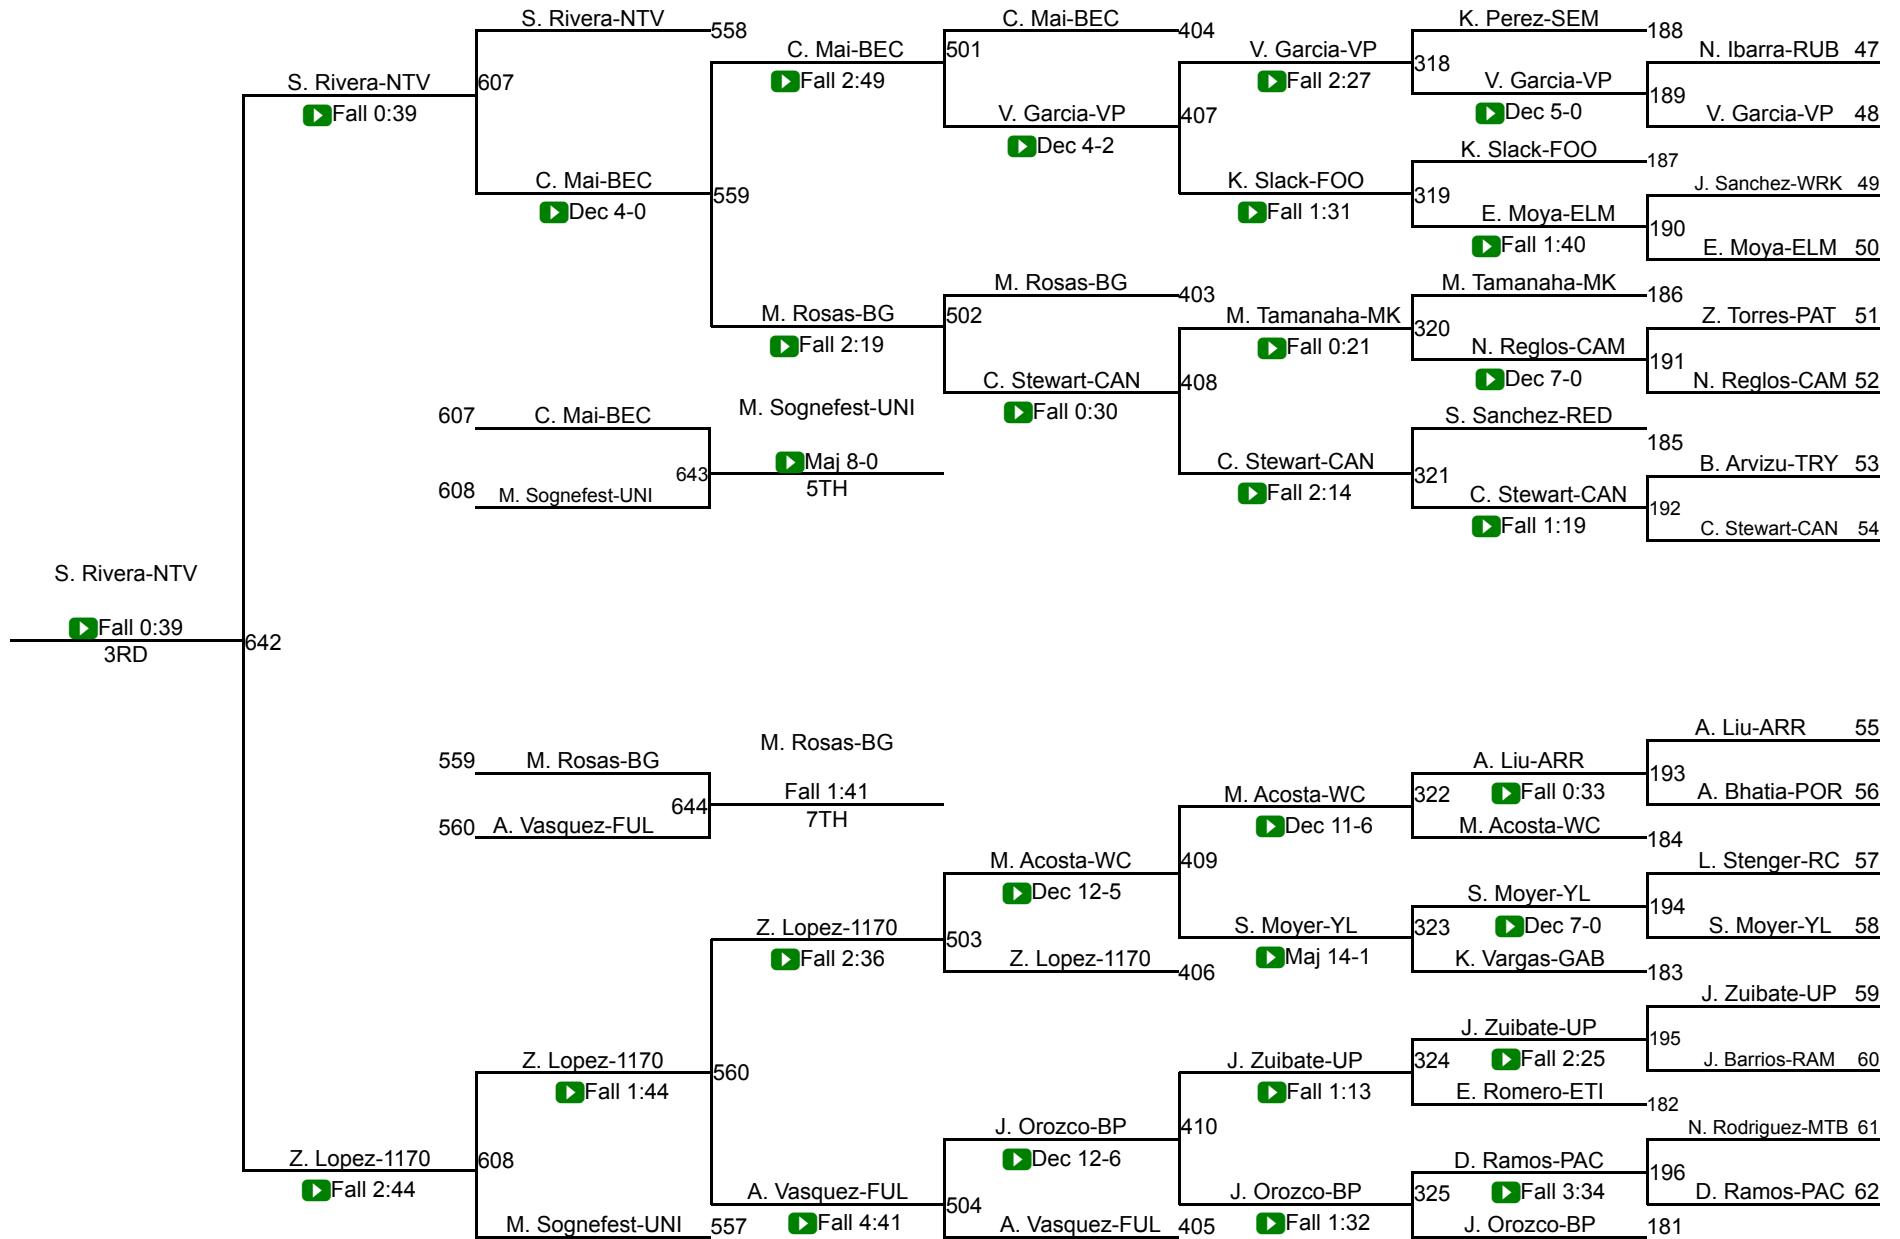 S. Rivera-NTV
558
C. Mai-BEC
404
K. Perez-SEM
188
C. Mai-BEC
501
V. Garcia-VP
N. Ibarra-RUB 47
S. Rivera-NTV
607
Fall 2:49
Fall 2:27
318
V. Garcia-VP
189
Fall 0:39
V. Garcia-VP
407
Dec 5-0
V. Garcia-VP 48
Dec 4-2
K. Slack-FOO
187
C. Mai-BEC
559
K. Slack-FOO
319
J. Sanchez-WRK 49
Dec 4-0
Fall 1:31
E. Moya-ELM
190
Fall 1:40
E. Moya-ELM 50
M. Rosas-BG
403
M. Tamanaha-MK
186
M. Rosas-BG
502
M. Tamanaha-MK
320
Z. Torres-PAT 51
Fall 2:19
Fall 0:21
N. Reglos-CAM
191
C. Stewart-CAN
408
Dec 7-0
N. Reglos-CAM 52
607
C. Mai-BEC
M. Sognefest-UNI
Fall 0:30
S. Sanchez-RED
185
643
Maj 8-0
C. Stewart-CAN
321
B. Arvizu-TRY 53
608
M. Sognefest-UNI
5TH
Fall 2:14
C. Stewart-CAN
192
Fall 1:19
C. Stewart-CAN 54
S. Rivera-NTV
Fall 0:39
642
3RD
559
M. Rosas-BG
M. Rosas-BG
A. Liu-ARR 55
644
Fall 1:41
A. Liu-ARR
193
560
A. Vasquez-FUL
7TH
M. Acosta-WC
322
Fall 0:33
A. Bhatia-POR 56
Dec 11-6
M. Acosta-WC
184
M. Acosta-WC
409
L. Stenger-RC 57
Dec 12-5
S. Moyer-YL
194
Z. Lopez-1170
503
S. Moyer-YL
323
Dec 7-0
S. Moyer-YL 58
Fall 2:36
Z. Lopez-1170
406
Maj 14-1
K. Vargas-GAB
183
J. Zuibate-UP 59
Z. Lopez-1170
560
J. Zuibate-UP
324
J. Zuibate-UP
195
Fall 1:44
Fall 1:13
Fall 2:25
J. Barrios-RAM 60
E. Romero-ETI
182
J. Orozco-BP
410
N. Rodriguez-MTB 61
Z. Lopez-1170
608
Dec 12-6
D. Ramos-PAC
196
Fall 2:44
A. Vasquez-FUL
504
J. Orozco-BP
325
Fall 3:34
D. Ramos-PAC 62
M. Sognefest-UNI
557
Fall 4:41
A. Vasquez-FUL
405
Fall 1:32
J. Orozco-BP
181